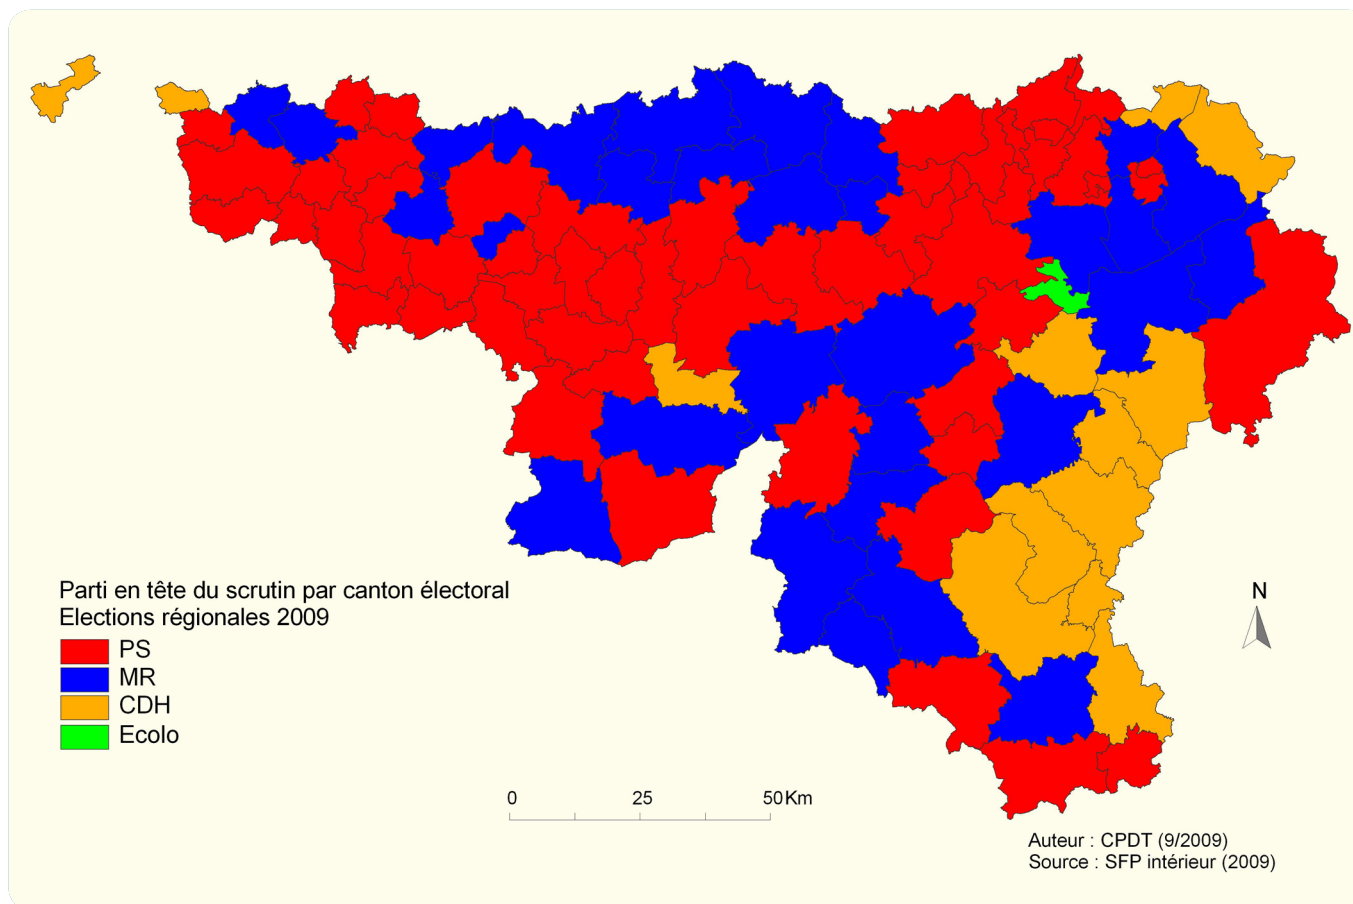 Parti en tête du scrutin par canton électoral
Elections régionales 2009
PS
MR
CDH
Ecolo
N
0 25 50Km
Auteur : CPDT (9/2009)
Source : SFP intérieur (2009)